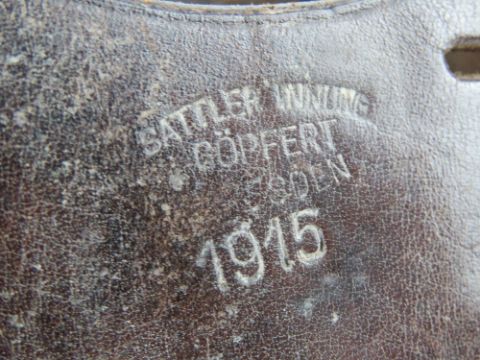 SATTLER INNUNG
GÖPFERT
1915